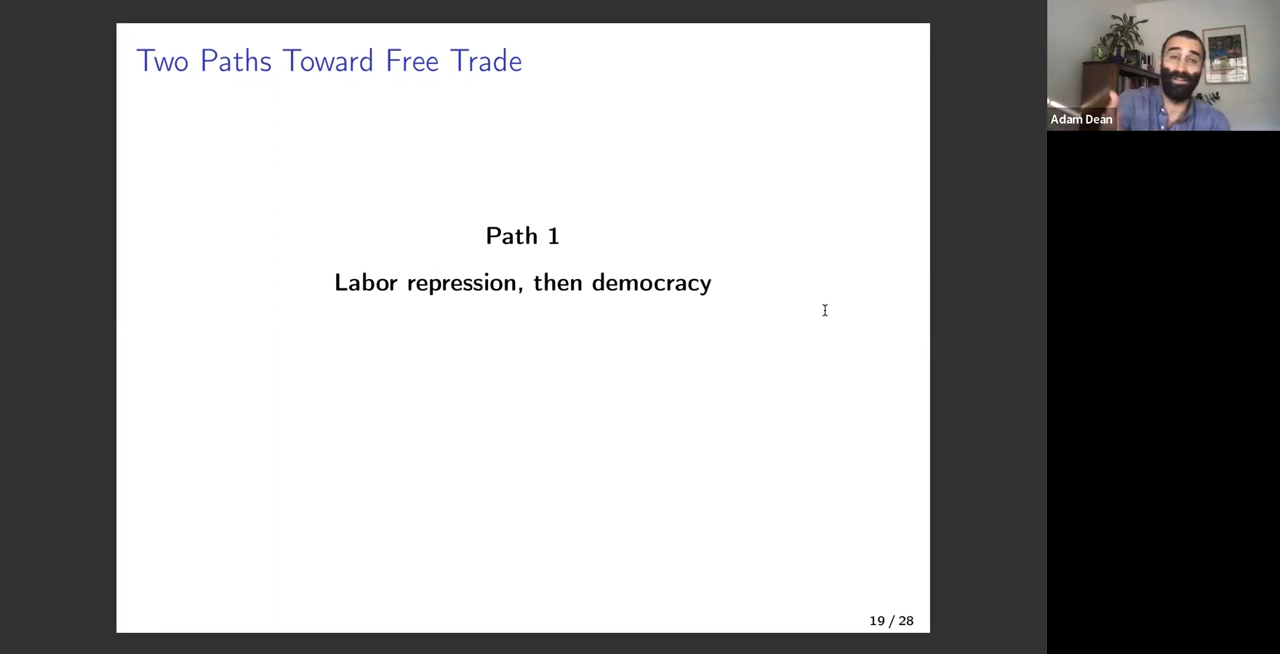 Two Paths Toward Free Trade
Adam Dean
Path 1
Labor repression, then democracy
19 / 28